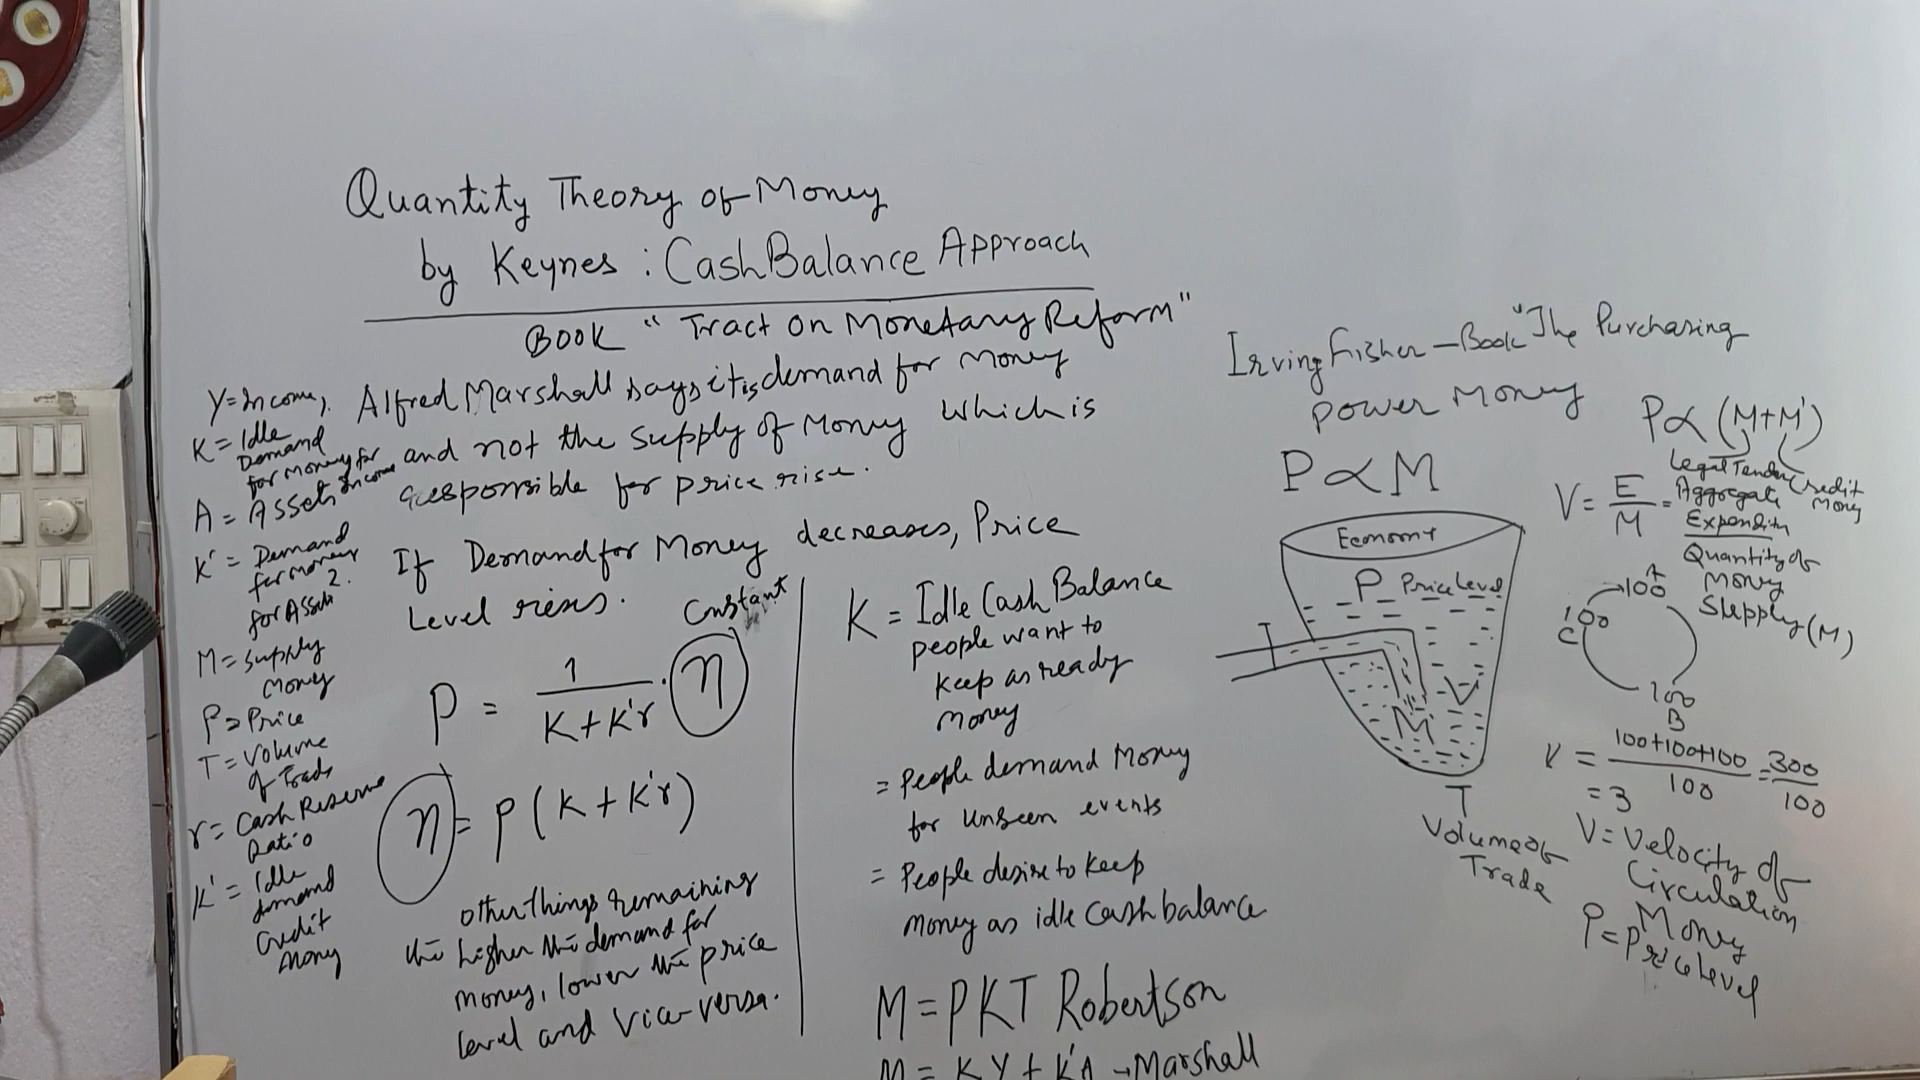 Quantity Theory of Money
by Keynes : Cash Balance Approach
Book "Tract On Monetary Reform"
Alfred Marshall says it is demand for money
and not the supply of Money which is
responsible for price rise.
If Demand for Money decreases, Price
Level rises.
Constant
P = 1 / (K + K'r) . n
n = p (K + K'r)
other things remaining
the higher the demand for
money, lower the price
level and vice-versa.
Y = Income,
K = Idle
Demand
for money for
Income
A = Assets
K' = Demand
for money
for Assets
2.
M = supply
Money
P = Price
T = Volume
of Trade
r = Cash Reserve
Ratio
K' = Idle
demand
Credit
Money
K = Idle Cash Balance
people want to
keep as ready
money
= People demand Money
for Unseen events
= People desire to keep
money as idle cash balance
M = PKT Robertson
M = KY + K'A → Marshall
Irving Fisher – Book "The Purchasing
Power Money
P ∝ M
P ∝ (M+M')
Legal Tender Credit
Money
V = E / M = Aggregate
Expenditu
Quantity of
Money
Supply (M)
Economy
P Price Level
V
M
T
Volume of
Trade
A
100
100
C
100
B
V = 100+100+100 / 100 = 300 / 100
= 3
V = Velocity of
Circulation
Money
P = Price Level